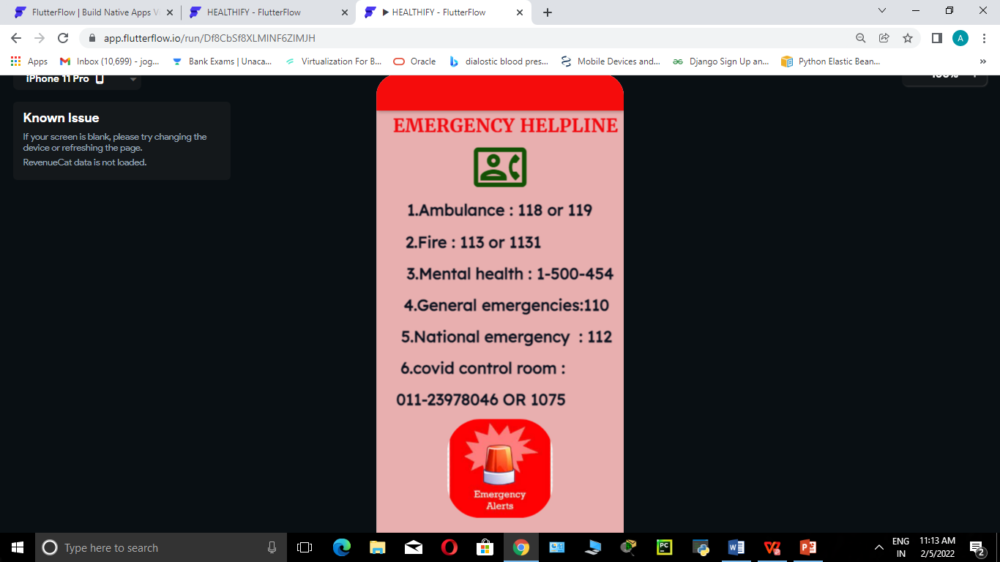 FlutterFlow | Build Native Apps Vi
HEALTHIFY - FlutterFlow
▶ HEALTHIFY - FlutterFlow
app.flutterflow.io/run/Df8CbSf8XLMINF6ZIMJH
A
Apps
Inbox (10,699) - jog...
Bank Exams | Unaca...
Virtualization For B...
Oracle
dialostic blood pres...
Mobile Devices and...
Django Sign Up an...
Python Elastic Bean...
»
iPhone 11 Pro
100%
Known Issue
If your screen is blank, please try changing the
device or refreshing the page.
RevenueCat data is not loaded.
EMERGENCY HELPLINE
1.Ambulance : 118 or 119
2.Fire : 113 or 1131
3.Mental health : 1-500-454
4.General emergencies:110
5.National emergency : 112
6.covid control room :
011-23978046 OR 1075
Emergency
Alerts
Type here to search
PC
W
P
ENG
IN
11:13 AM
2/5/2022
2